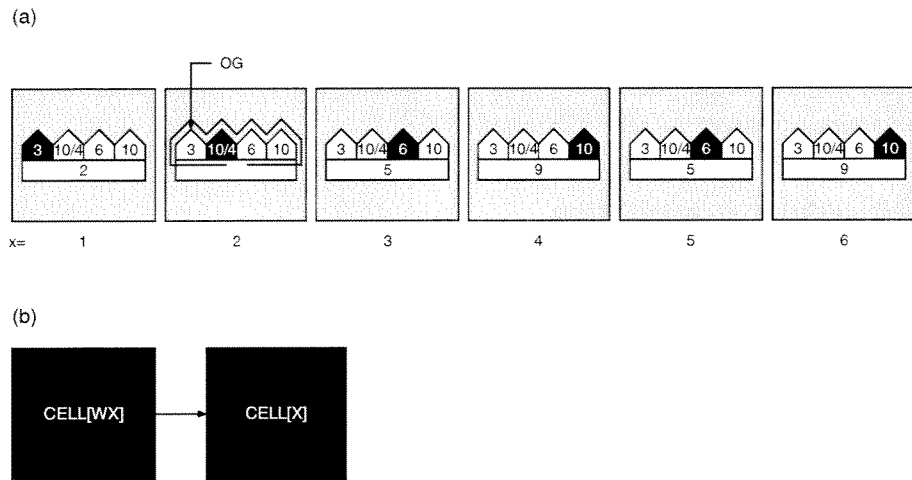 (a)
OG
3 10/4 6 10 3 10/4 6 10 3 10/4 6 10 3 10/4 6 10 3 10/4 6 10 3 10/4 6 10
2 5 9 5 9
x= 1 2 3 4 5 6
(b)
CELL[WX] CELL[X]